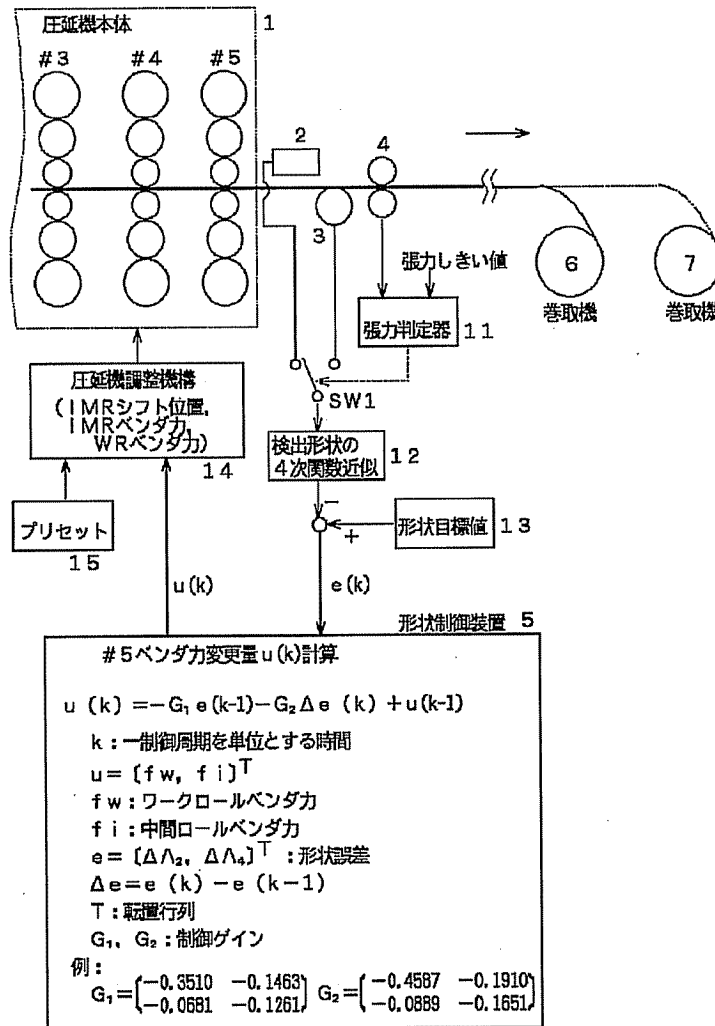 圧延機本体
1
#3 #4 #5
2
4
3
張力しきい値
6
7
巻取機
巻取機
張力判定器
11
SW1
圧延機調整機構
(IMRシフト位置,
IMRベンダ力,
WRベンダ力)
14
検出形状の
4次関数近似
12
−
+
形状目標値
13
プリセット
15
u(k)
e(k)
形状制御装置 5
#5ベンダ力変更量u(k)計算
u (k) =−G₁ e(k-1)−G₂Δe (k) +u(k-1)
k:一制御周期を単位とする時間
u=〔fw, fi〕ᵀ
fw:ワークロールベンダ力
fi:中間ロールベンダ力
e=〔ΔΛ₂, ΔΛ₄〕ᵀ :形状誤差
Δe=e (k) −e (k−1)
T:転置行列
G₁, G₂:制御ゲイン
例:
G₁=(−0.3510 −0.1463 G₂=(−0.4587 −0.1910
−0.0681 −0.1261) −0.0889 −0.1651)